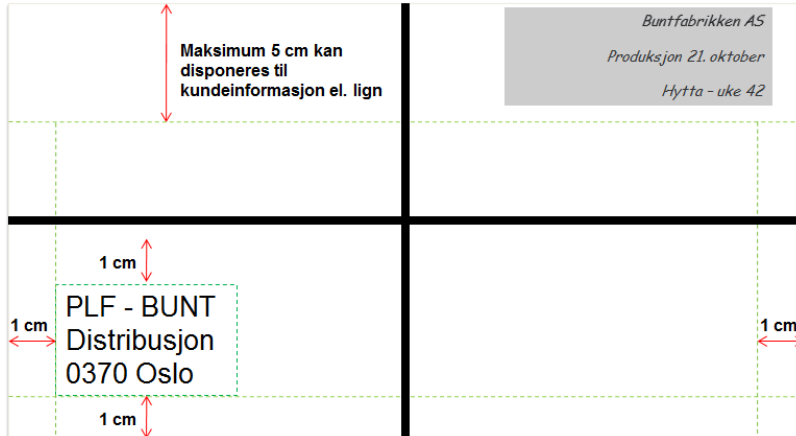 Maksimum 5 cm kan
disponeres til
kundeinformasjon el. lign
Buntfabrikken AS
Produksjon 21. oktober
Hytta – uke 42
1 cm
PLF - BUNT
Distribusjon
0370 Oslo
1 cm
1 cm
1 cm